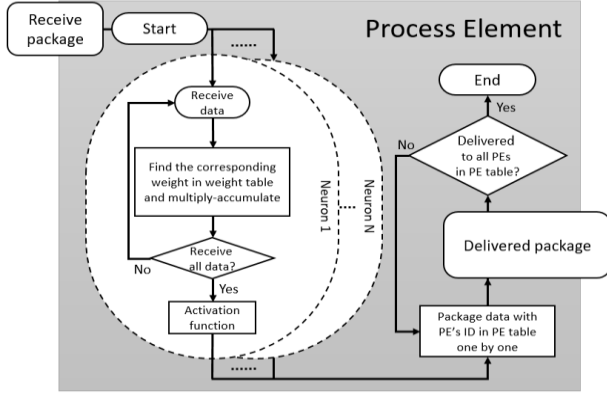 Receive
package
Start
Process Element
......
Receive
data
Find the corresponding
weight in weight table
and multiply-accumulate
Receive
all data?
No
Yes
Activation
function
Neuron 1
......
Neuron N
......
End
Yes
No
Delivered
to all PEs
in PE table?
Delivered package
Package data with
PE's ID in PE table
one by one